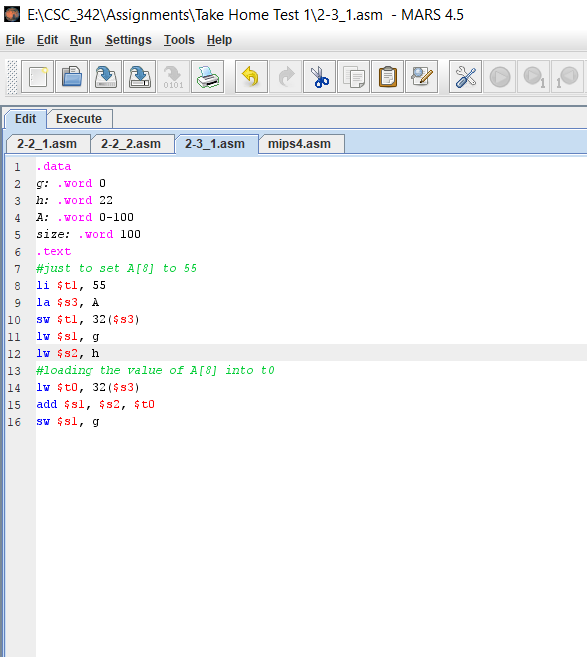 E:\CSC_342\Assignments\Take Home Test 1\2-3_1.asm - MARS 4.5
File Edit Run Settings Tools Help
0101 1 1
Edit Execute
2-2_1.asm 2-2_2.asm 2-3_1.asm mips4.asm
1 .data
2 g: .word 0
3 h: .word 22
4 A: .word 0-100
5 size: .word 100
6 .text
7 #just to set A[8] to 55
8 li $t1, 55
9 la $s3, A
10 sw $t1, 32($s3)
11 lw $s1, g
12 lw $s2, h
13 #loading the value of A[8] into t0
14 lw $t0, 32($s3)
15 add $s1, $s2, $t0
16 sw $s1, g